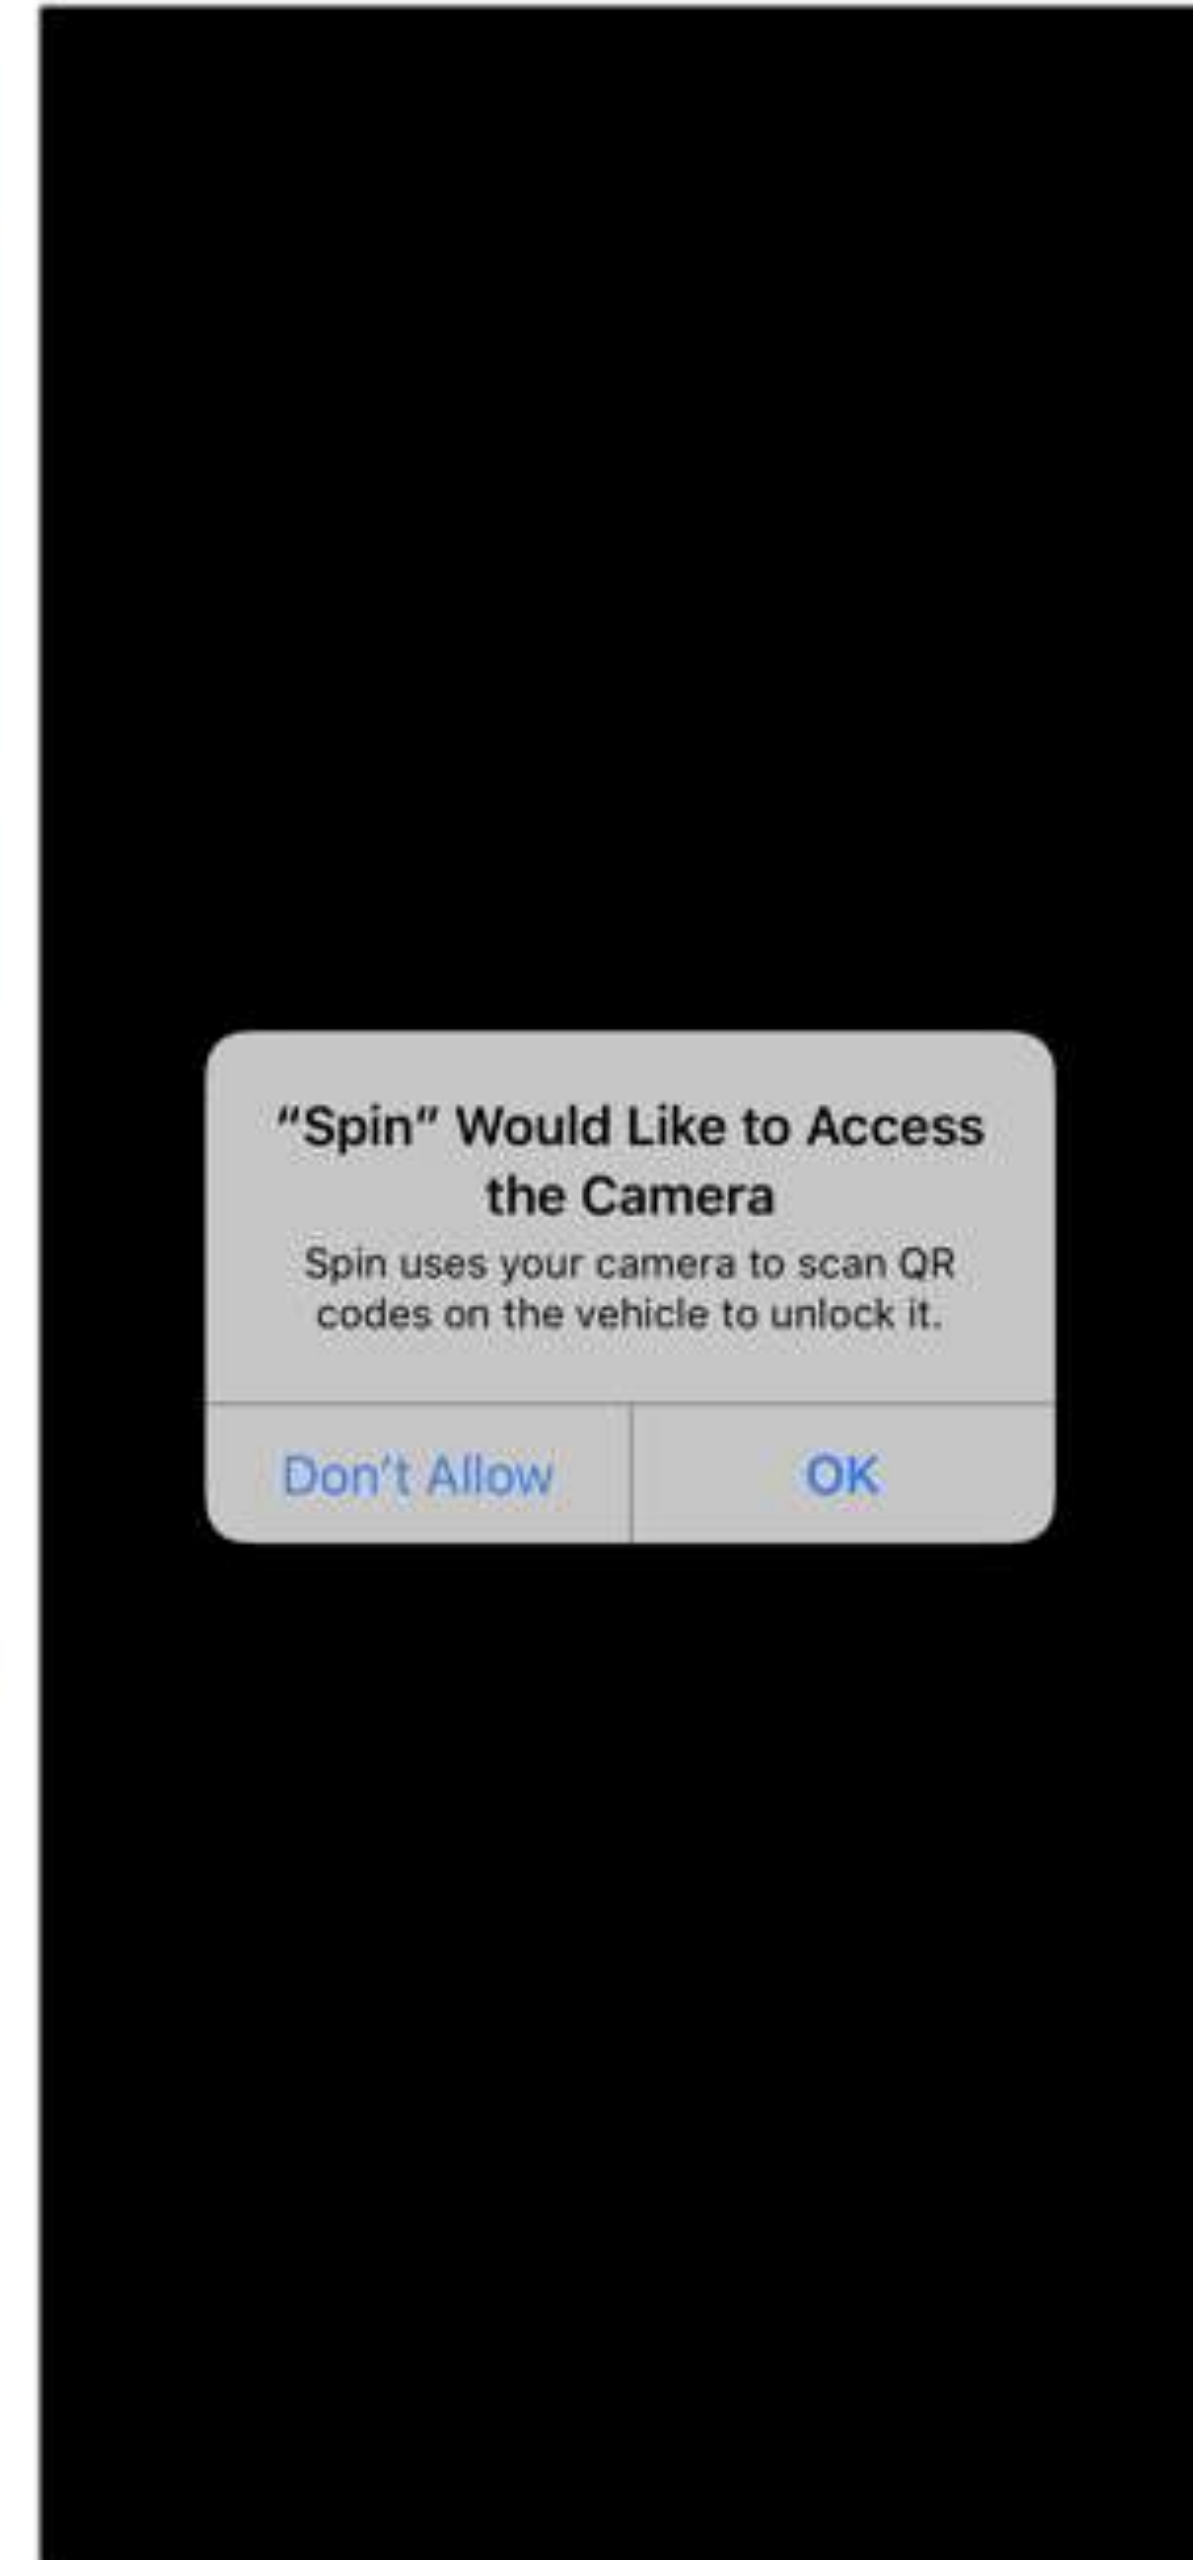 “Spin” Would Like to Access
the Camera
Spin uses your camera to scan QR
codes on the vehicle to unlock it.
Don’t Allow
OK